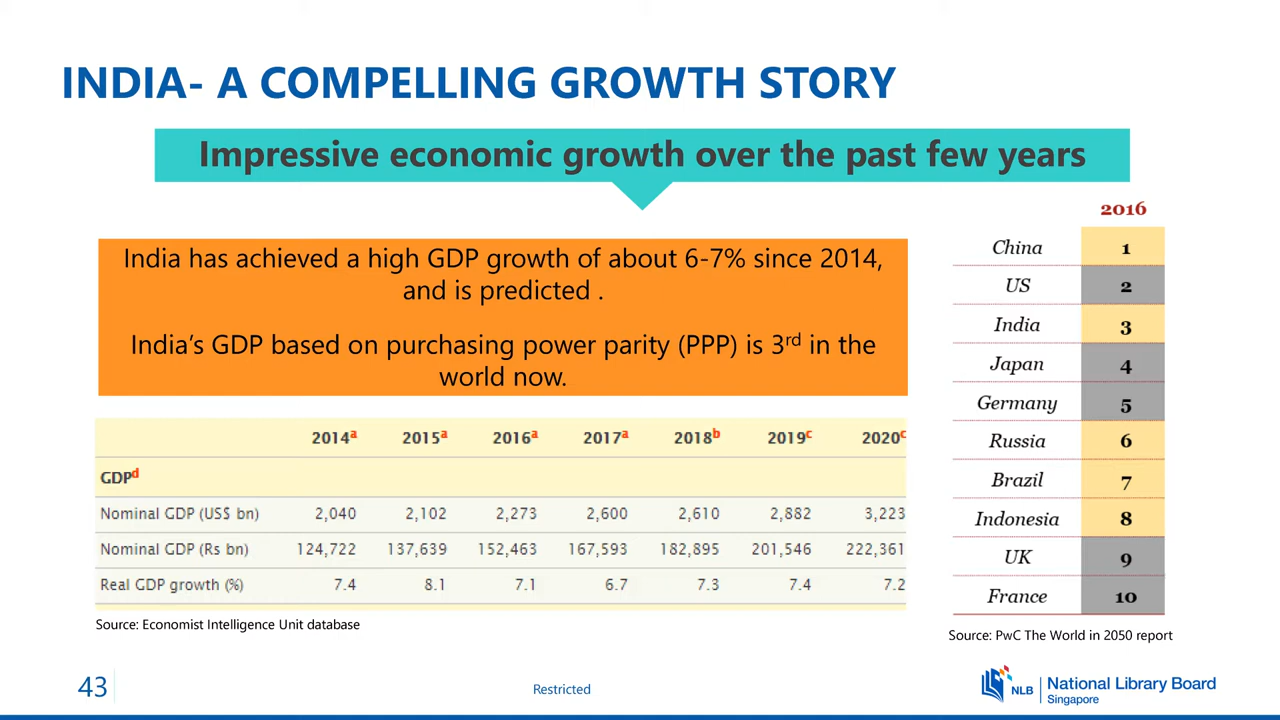 INDIA- A COMPELLING GROWTH STORY
Impressive economic growth over the past few years
India has achieved a high GDP growth of about 6-7% since 2014,
and is predicted .
India’s GDP based on purchasing power parity (PPP) is 3rd in the
world now.
2014a 2015a 2016a 2017a 2018b 2019c 2020c
GDPd
Nominal GDP (US$ bn) 2,040 2,102 2,273 2,600 2,610 2,882 3,223
Nominal GDP (Rs bn) 124,722 137,639 152,463 167,593 182,895 201,546 222,361
Real GDP growth (%) 7.4 8.1 7.1 6.7 7.3 7.4 7.2
Source: Economist Intelligence Unit database
2016
China 1
US 2
India 3
Japan 4
Germany 5
Russia 6
Brazil 7
Indonesia 8
UK 9
France 10
Source: PwC The World in 2050 report
43
Restricted
NLB National Library Board
Singapore